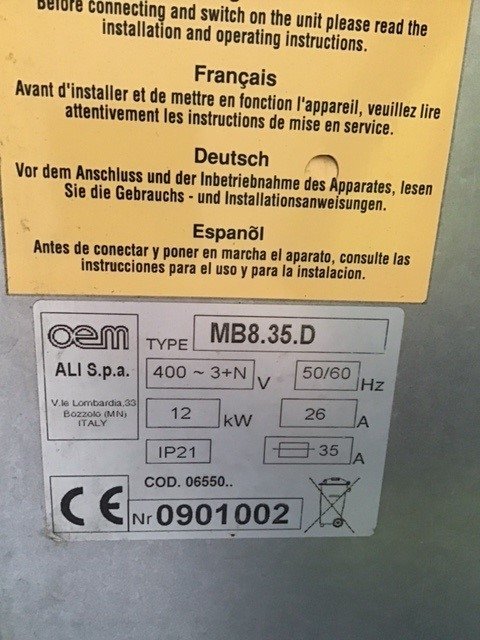 Before connecting and switch on the unit please read the
installation and operating instructions.
Français
Avant d'installer et de mettre en fonction l'appareil, veuillez lire
attentivement les instructions de mise en service.
Deutsch
Vor dem Anschluss und der Inbetriebnahme des Apparates, lesen
Sie die Gebrauchs - und Installationsanweisungen.
Espanõl
Antes de conectar y poner en marcha el aparato, consulte las
instrucciones para el uso y para la instalacion.
oem
ALI S.p.a.
V.le Lombardia,33
Bozzolo (MN)
ITALY
TYPE MB8.35.D
400 ~ 3+N V 50/60 Hz
12 kW 26 A
IP21 35 A
COD. 06550..
CE Nr 0901002